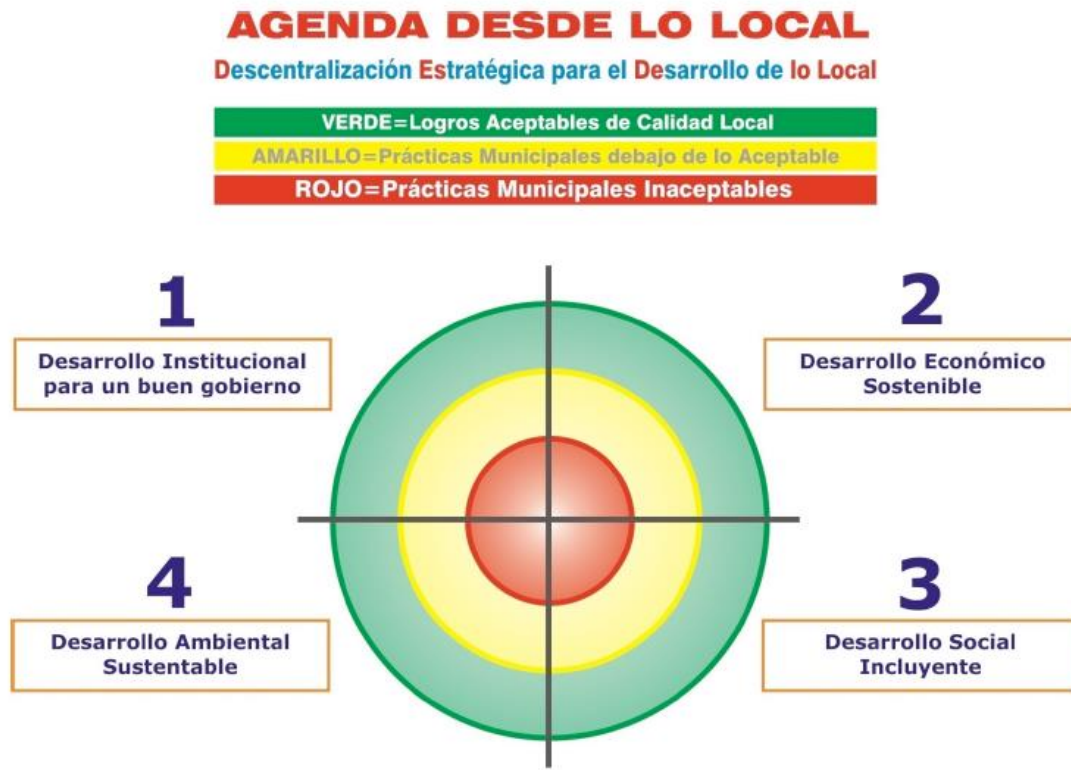 AGENDA DESDE LO LOCAL
Descentralización Estratégica para el Desarrollo de lo Local
VERDE=Logros Aceptables de Calidad Local
AMARILLO=Prácticas Municipales debajo de lo Aceptable
ROJO=Prácticas Municipales Inaceptables
1
Desarrollo Institucional
para un buen gobierno
2
Desarrollo Económico
Sostenible
4
Desarrollo Ambiental
Sustentable
3
Desarrollo Social
Incluyente